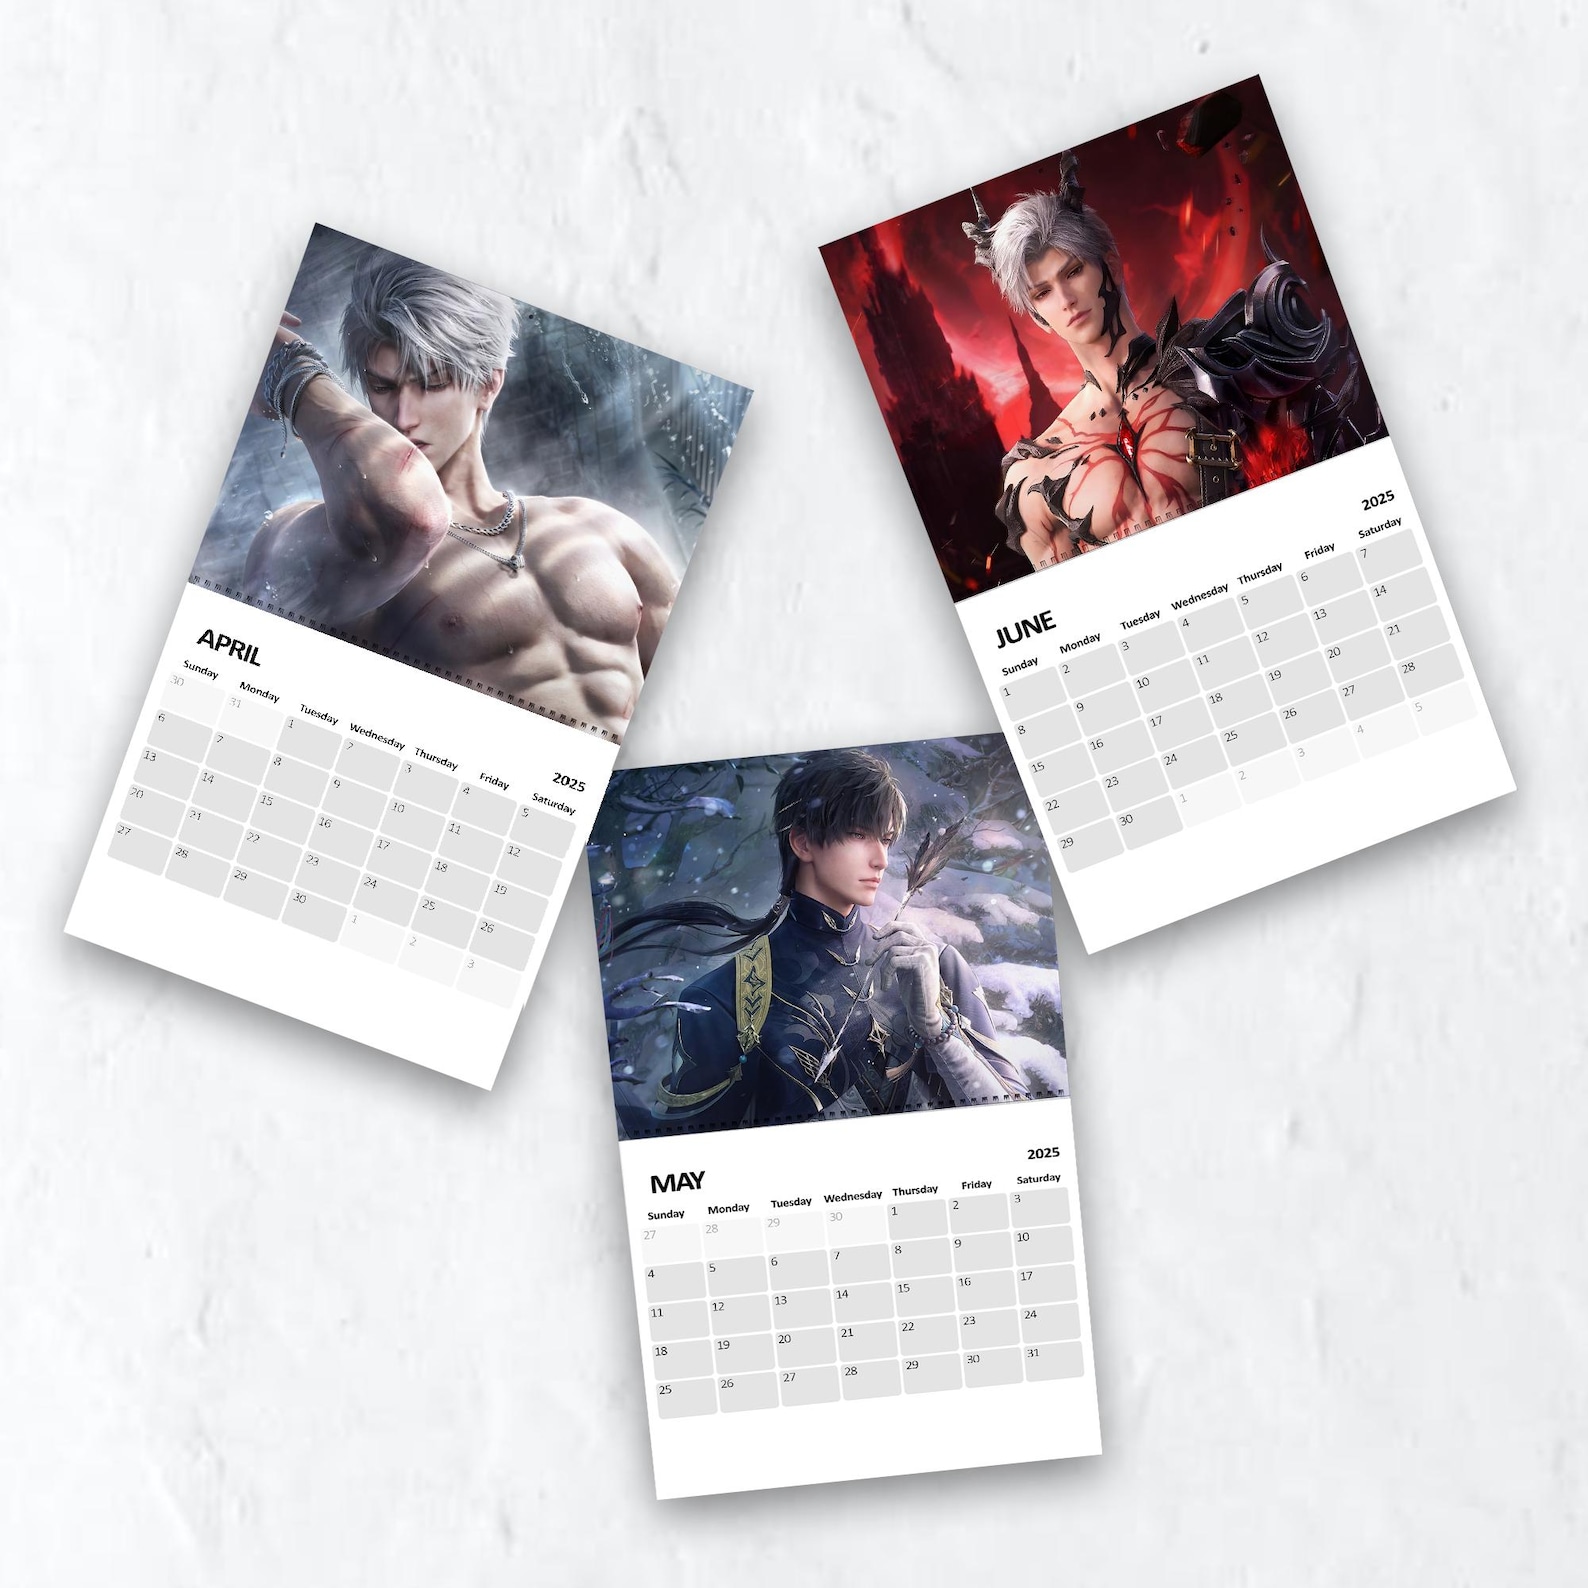 APRIL
2025
Sunday Monday Tuesday Wednesday Thursday Friday Saturday
30 31 1 2 3 4 5
6 7 8 9 10 11 12
13 14 15 16 17 18 19
20 21 22 23 24 25 26
27 28 29 30 1 2 3
JUNE
2025
Sunday Monday Tuesday Wednesday Thursday Friday Saturday
1 2 3 4 5 6 7
8 9 10 11 12 13 14
15 16 17 18 19 20 21
22 23 24 25 26 27 28
29 30 1 2 3 4 5
MAY
2025
Sunday Monday Tuesday Wednesday Thursday Friday Saturday
27 28 29 30 1 2 3
4 5 6 7 8 9 10
11 12 13 14 15 16 17
18 19 20 21 22 23 24
25 26 27 28 29 30 31